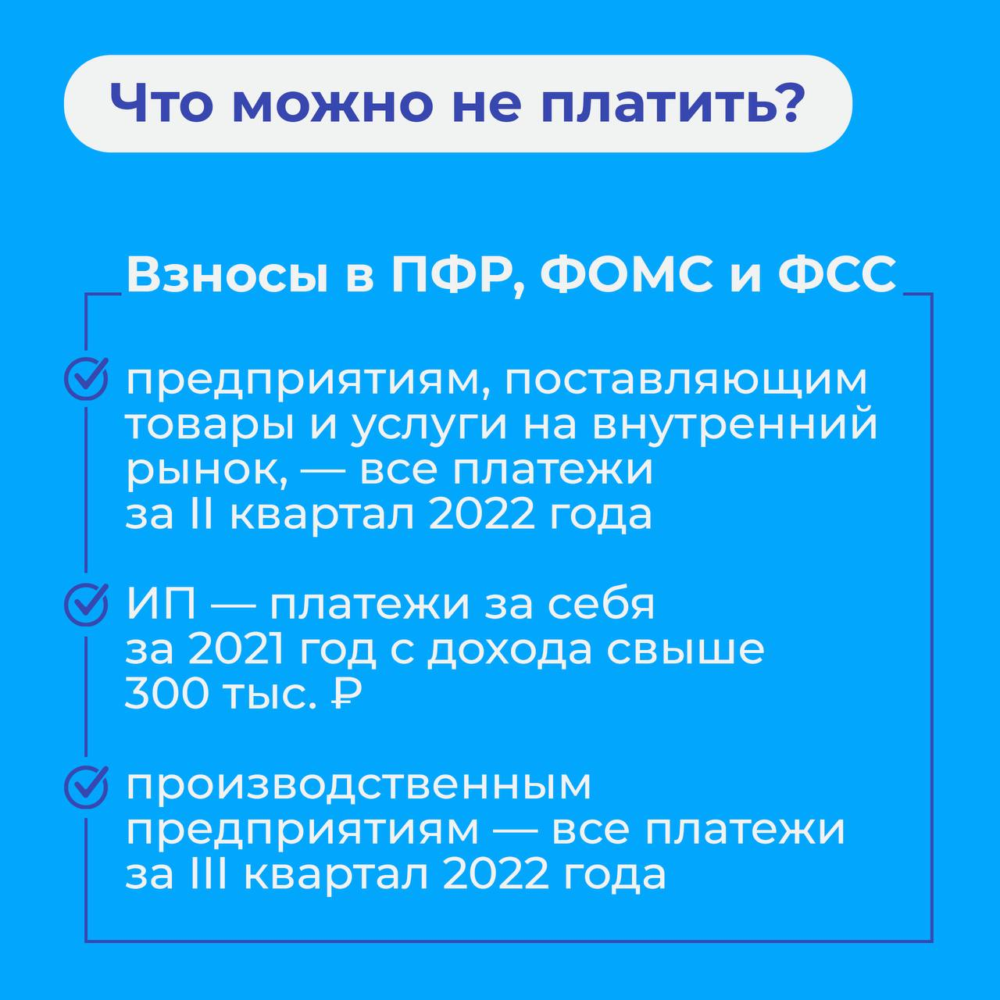 Что можно не платить?
Взносы в ПФР, ФОМС и ФСС
предприятиям, поставляющим
товары и услуги на внутренний
рынок, — все платежи
за II квартал 2022 года
ИП — платежи за себя
за 2021 год с дохода свыше
300 тыс. ₽
производственным
предприятиям — все платежи
за III квартал 2022 года